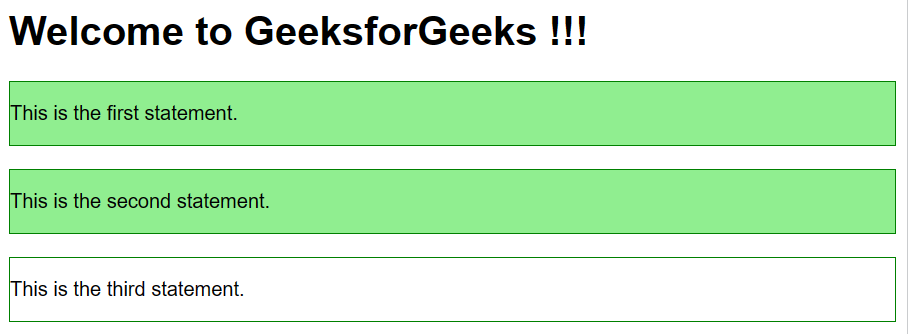 Welcome to GeeksforGeeks !!!
This is the first statement.
This is the second statement.
This is the third statement.